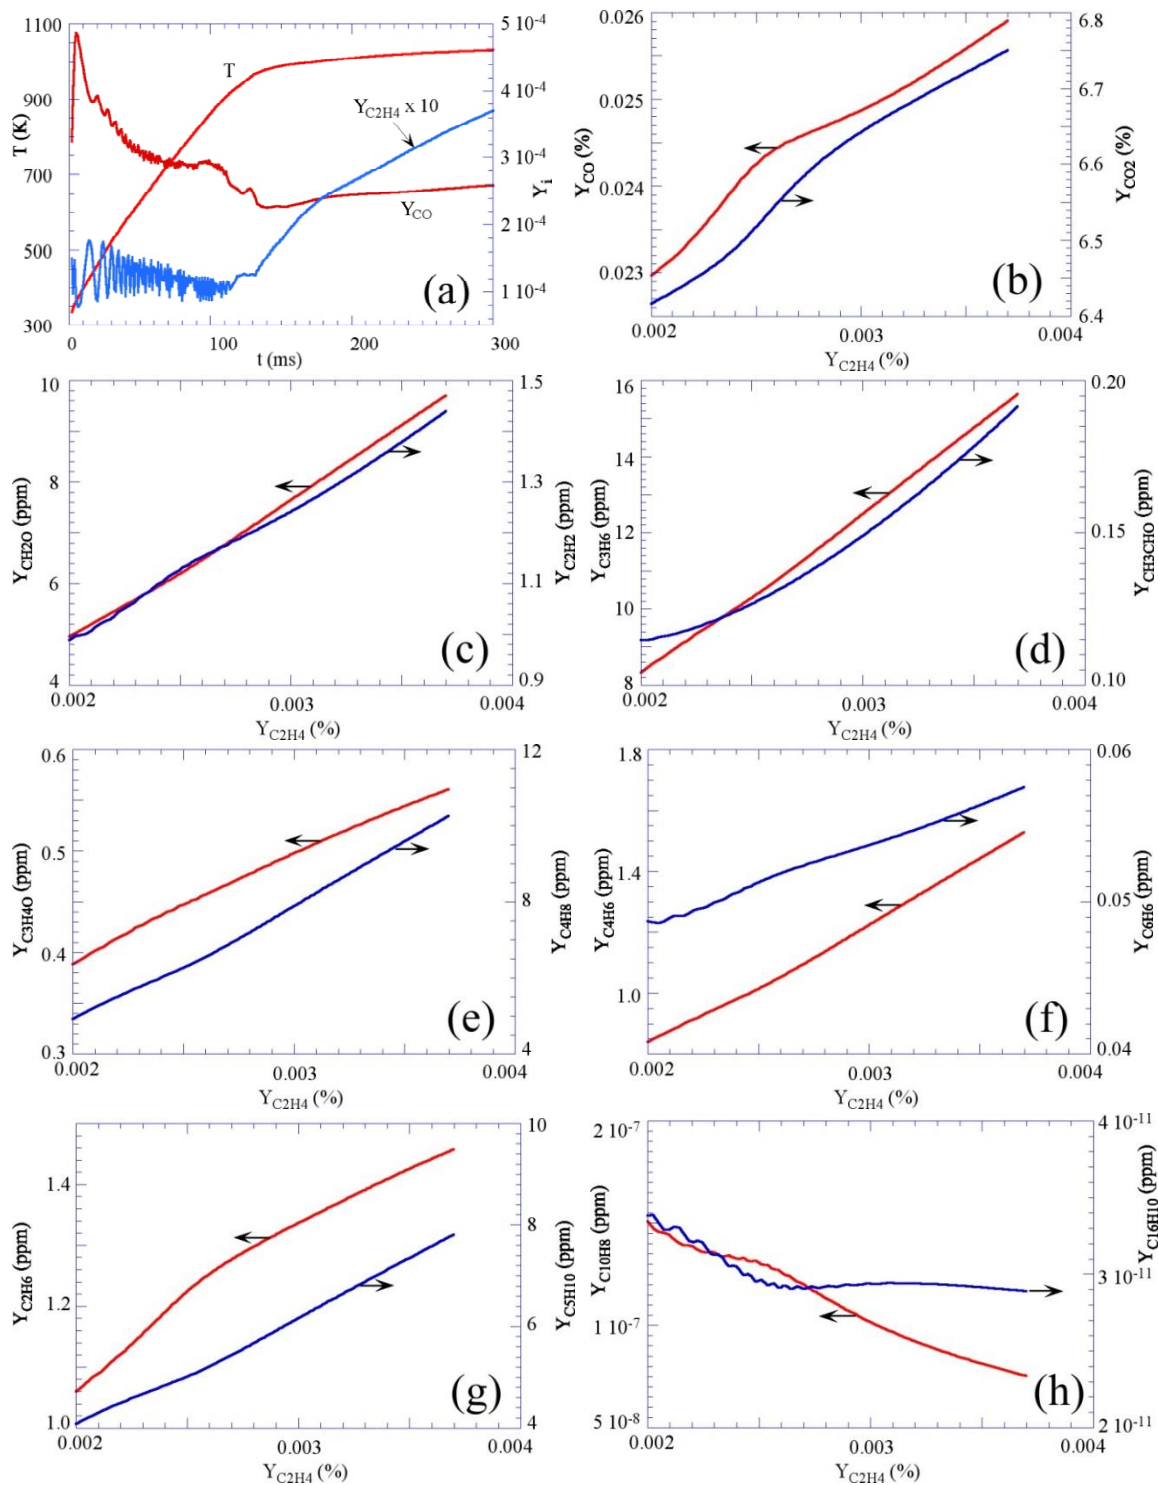 1100
900
700
500
300
T (K)
5 10-4
4 10-4
3 10-4
2 10-4
1 10-4
Yi
T
YC2H4 x 10
YCO
(a)
0
100
200
300
t (ms)
0.026
0.025
0.024
0.023
YCO (%)
6.8
6.7
6.6
6.5
6.4
YCO2 (%)
(b)
0.002
0.003
0.004
YC2H4 (%)
10
8
6
4
YCH2O (ppm)
1.5
1.3
1.1
0.9
YC2H2 (ppm)
(c)
0.002
0.003
0.004
YC2H4 (%)
16
14
12
10
8
YC3H6 (ppm)
0.20
0.15
0.10
YCH3CHO (ppm)
(d)
0.002
0.003
0.004
YC2H4 (%)
0.6
0.5
0.4
0.3
YC3H4O (ppm)
12
8
4
YC4H8 (ppm)
(e)
0.002
0.003
0.004
YC2H4 (%)
1.8
1.4
1.0
YC4H6 (ppm)
0.06
0.05
0.04
YC6H6 (ppm)
(f)
0.002
0.003
0.004
YC2H4 (%)
1.4
1.2
1.0
YC2H6 (ppm)
10
8
6
4
YC5H10 (ppm)
(g)
0.002
0.003
0.004
YC2H4 (%)
2 10-7
1 10-7
5 10-8
YC10H8 (ppm)
4 10-11
3 10-11
2 10-11
YC16H10 (ppm)
(h)
0.002
0.003
0.004
YC2H4 (%)